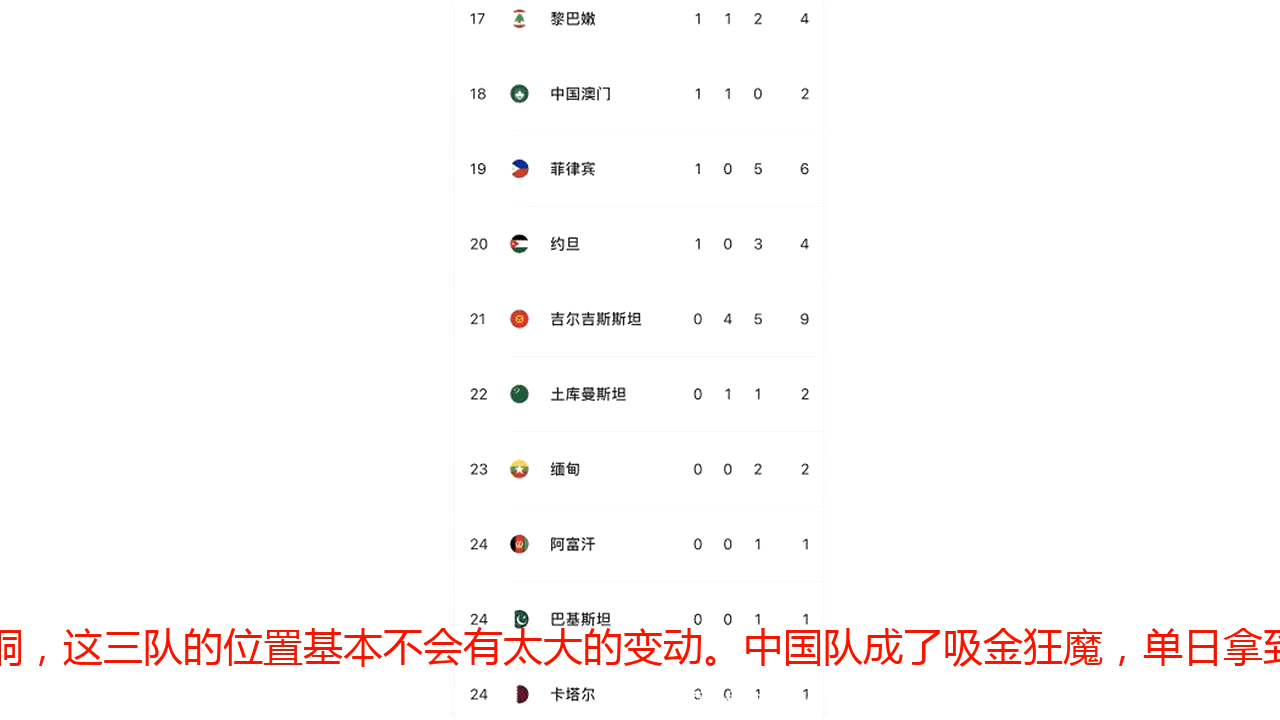 17 黎巴嫩 1 1 2 4
18 中国澳门 1 1 0 2
19 菲律宾 1 0 5 6
20 约旦 1 0 3 4
21 吉尔吉斯斯坦 0 4 5 9
22 土库曼斯坦 0 1 1 2
23 缅甸 0 0 2 2
24 阿富汗 0 0 1 1
24 巴基斯坦 0 0 1 1
，这三队的位置基本不会有太大的变动。中国队成了吸金狂魔，单日拿到
24 卡塔尔 0 0 1 1